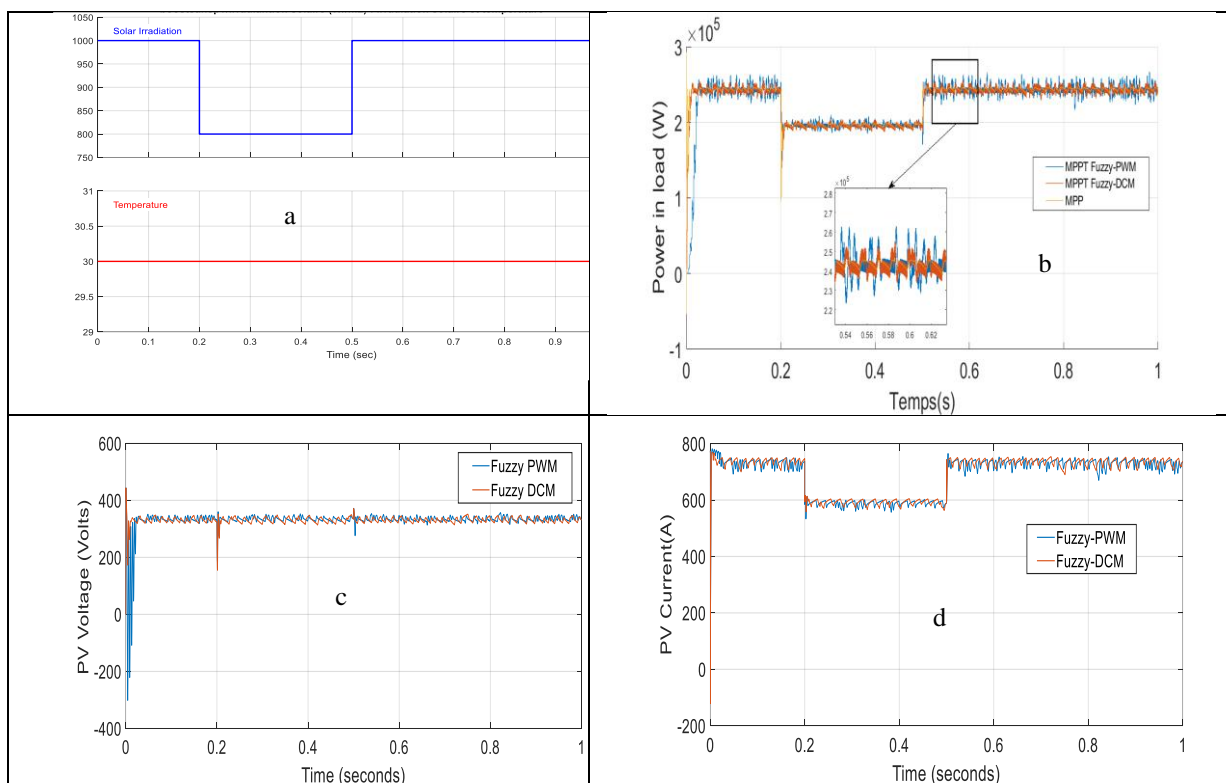 1050
Solar Irradiation
1000
950
900
850
800
750
31
Temperature
30.5
a
30
29.5
29
0 0.1 0.2 0.3 0.4 0.5 0.6 0.7 0.8 0.9
Time (sec)
×10⁵
3
2
1
0
-1
Power in load (W)
MPPT Fuzzy-PWM
MPPT Fuzzy-DCM
MPP
×10⁵
2.8
2.7
2.6
2.5
2.4
2.3
2.2
0.54 0.56 0.58 0.6 0.62
b
0 0.2 0.4 0.6 0.8 1
Temps(s)
600
400
200
0
-200
-400
PV Voltage (Volts)
Fuzzy PWM
Fuzzy DCM
c
0 0.2 0.4 0.6 0.8 1
Time (seconds)
800
600
400
200
0
-200
PV Current(A)
Fuzzy-PWM
Fuzzy-DCM
d
0 0.2 0.4 0.6 0.8 1
Time (seconds)